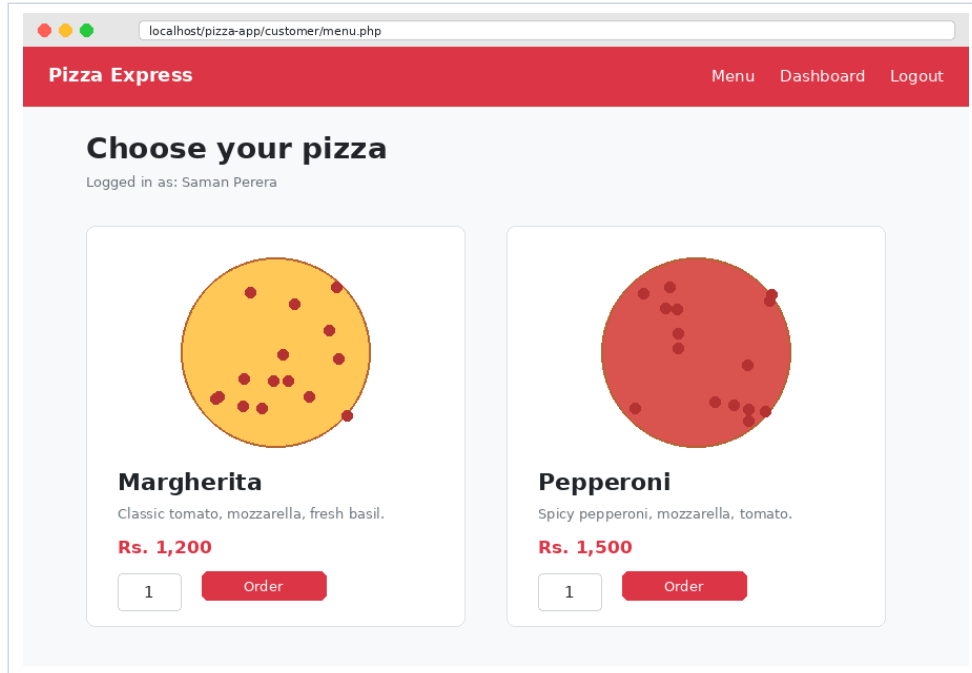 localhost/pizza-app/customer/menu.php
Pizza Express Menu Dashboard Logout
Choose your pizza
Logged in as: Saman Perera
Margherita
Classic tomato, mozzarella, fresh basil.
Rs. 1,200
1 Order
Pepperoni
Spicy pepperoni, mozzarella, tomato.
Rs. 1,500
1 Order